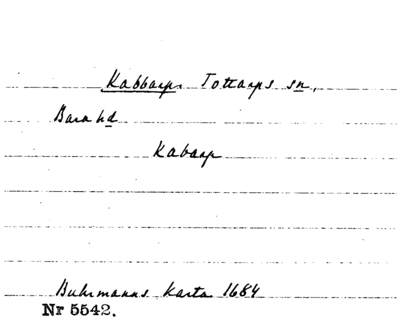 Kabbarp. Tottarps sn,
Bara hd
Kabarp
Buhrmanns Karta 1684
Nr 5542.